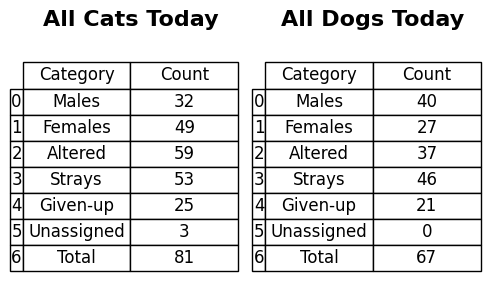 All Cats Today
Category Count
0 Males 32
1 Females 49
2 Altered 59
3 Strays 53
4 Given-up 25
5 Unassigned 3
6 Total 81
All Dogs Today
Category Count
0 Males 40
1 Females 27
2 Altered 37
3 Strays 46
4 Given-up 21
5 Unassigned 0
6 Total 67